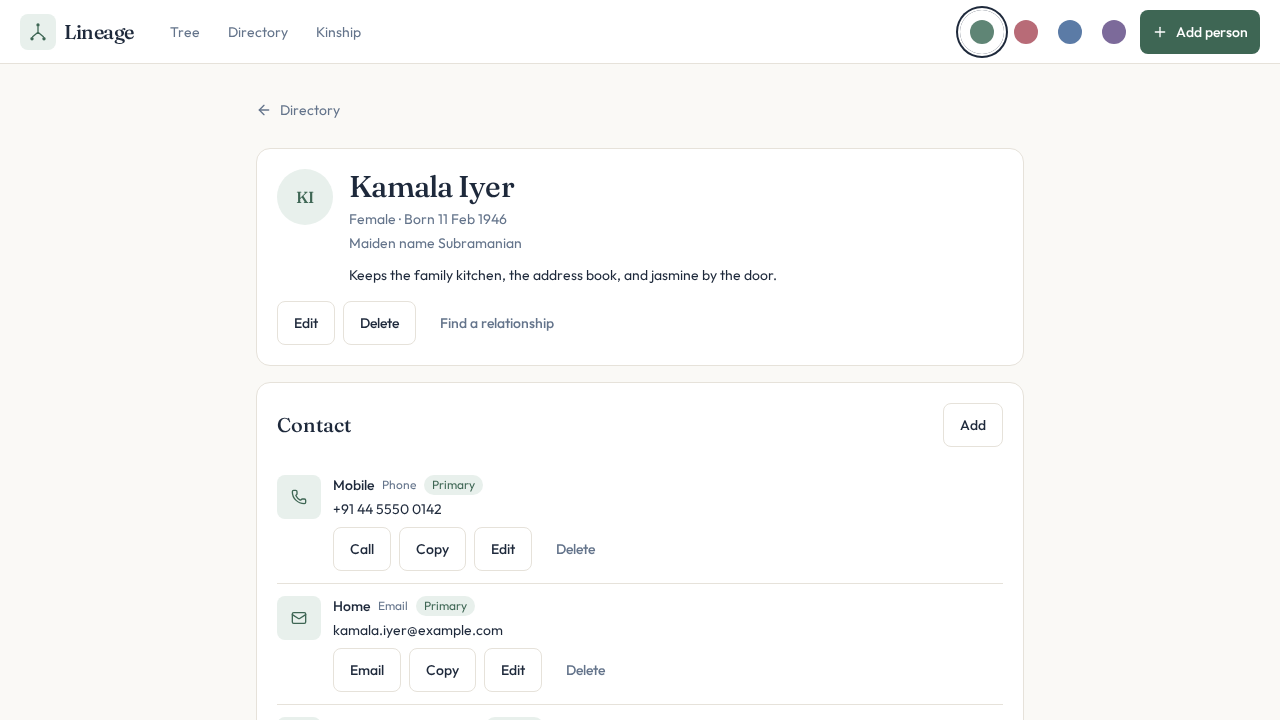 Lineage
Tree
Directory
Kinship
Add person
Directory
KI
Kamala Iyer
Female · Born 11 Feb 1946
Maiden name Subramanian
Keeps the family kitchen, the address book, and jasmine by the door.
Edit
Delete
Find a relationship
Contact
Add
Mobile Phone Primary
+91 44 5550 0142
Call
Copy
Edit
Delete
Home Email Primary
kamala.iyer@example.com
Email
Copy
Edit
Delete